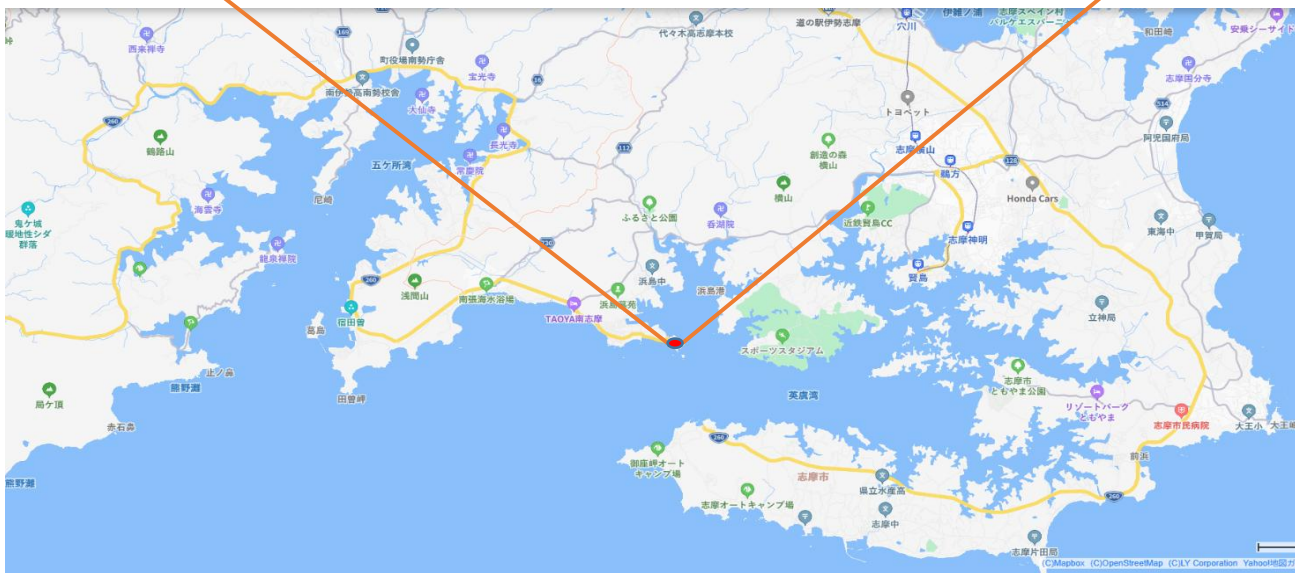 道の駅伊勢志摩
穴川
伊雑ノ浦
志摩スペイン村
パルケエスパーニャ
安乗シーサイド
和田崎
西来禅寺
169
町役場南勢庁舎
代々木高志摩本校
宝光寺
16
志摩国分寺
南伊勢高南勢校舎
大仙寺
トヨペット
514
260
阿児国府局
鶴路山
長光寺
112
創造の森
横山
志摩横山
128
五ケ所湾
常慶院
鵜方
横山
Honda Cars
尼崎
海雲寺
鬼ケ城
暖地性シダ
群落
ふるさと公園
呑湖院
近鉄賢島CC
東海中
甲賀局
龍泉禅院
志摩神明
賢島
浜島中
260
浅間山
南張海水浴場
浜島港
立神局
宿田曽
TAOYA南志摩
葛島
スポーツスタジアム
止ノ鼻
熊野灘
志摩市
ともやま公園
局ケ頂
田曽岬
英虞湾
リゾートパーク
ともやま
志摩市民病院
大王小
赤石鼻
260
前浜
御座岬オート
キャンプ場
志摩市
熊野灘
県立水産高
260
志摩オートキャンプ場
志摩中
志摩片田局
(C)Mapbox (C)OpenStreetMap (C)LY Corporation Yahoo!地図ガ